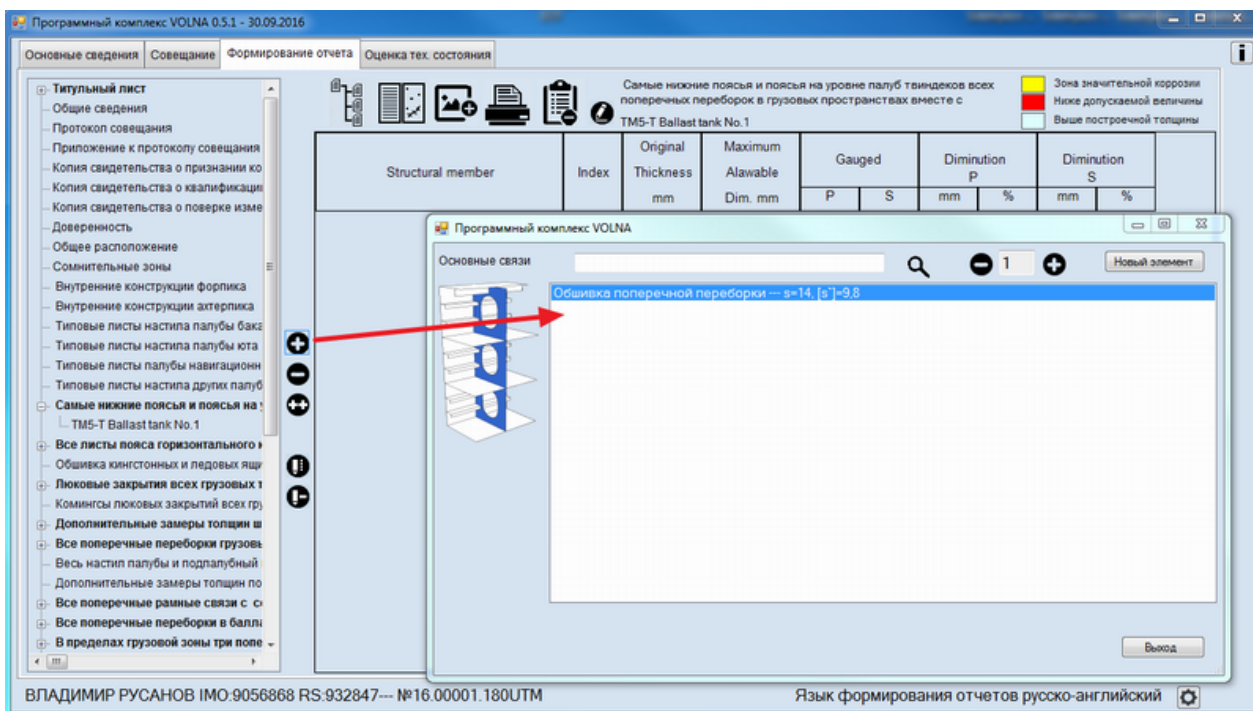 Программный комплекс VOLNA 0.5.1 - 30.09.2016
Основные сведения
Совещание
Формирование отчета
Оценка тех. состояния
Титульный лист
Общие сведения
Протокол совещания
Приложение к протоколу совещания
Копия свидетельства о признании ко
Копия свидетельства о квалификации
Копия свидетельства о поверке изме
Доверенность
Общее расположение
Сомнительные зоны
Внутренние конструкции форпика
Внутренние конструкции ахтерпика
Типовые листы настила палубы бака
Типовые листы настила палубы юта
Типовые листы палубы навигационн
Типовые листы настила других палуб
Самые нижние поясья и поясья на
TM5-T Ballast tank No.1
Все листы пояса горизонтального
Обшивка кингстонных и ледовых ящи
Люковые закрытия всех грузовых т
Комингсы люковых закрытий всех гру
Дополнительные замеры толщин ш
Все поперечные переборки грузовы
Весь настил палубы и подпалубный
Дополнительные замеры толщин по
Все поперечные рамные связи с
Все поперечные переборки в балла
В пределах грузовой зоны три попе
Самые нижние поясья и поясья на уровне палуб твиндеков всех
поперечных переборок в грузовых пространствах вместе с
TM5-T Ballast tank No.1
Зона значительной коррозии
Ниже допускаемой величины
Выше построечной толщины
Structural member
Index
Original
Thickness
mm
Maximum
Alawable
Dim. mm
Gauged
P S
Diminution
P
mm %
Diminution
S
mm %
Программный комплекс VOLNA
Основные связи
1
Новый элемент
Обшивка поперечной переборки --- s=14, [s`]=9,8
Выход
ВЛАДИМИР РУСАНОВ IMO:9056868 RS:932847--- №16.00001.180UTM
Язык формирования отчетов русско-английский